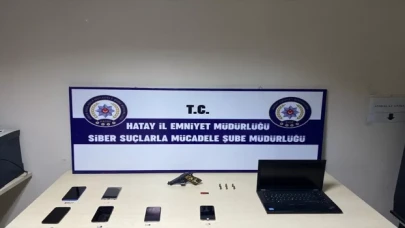 T.C.
HATAY İL EMNİYET MÜDÜRLÜĞÜ
SİBER SUÇLARLA MÜCADELE ŞUBE MÜDÜRLÜĞÜ